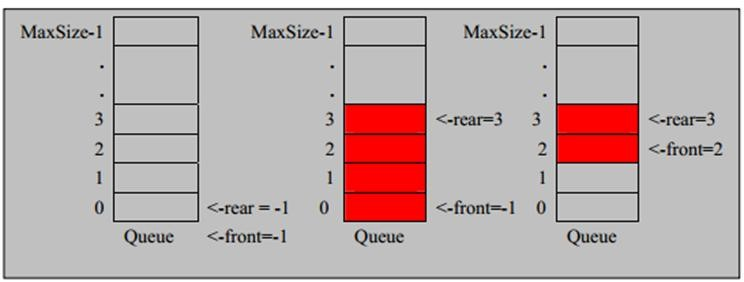 MaxSize-1 MaxSize-1 MaxSize-1
. . .
. . .
3 3 <-rear=3 3 <-rear=3
2 2 2 <-front=2
1 1 1
0 <-rear = -1 0 <-front=-1 0
Queue <-front=-1 Queue Queue